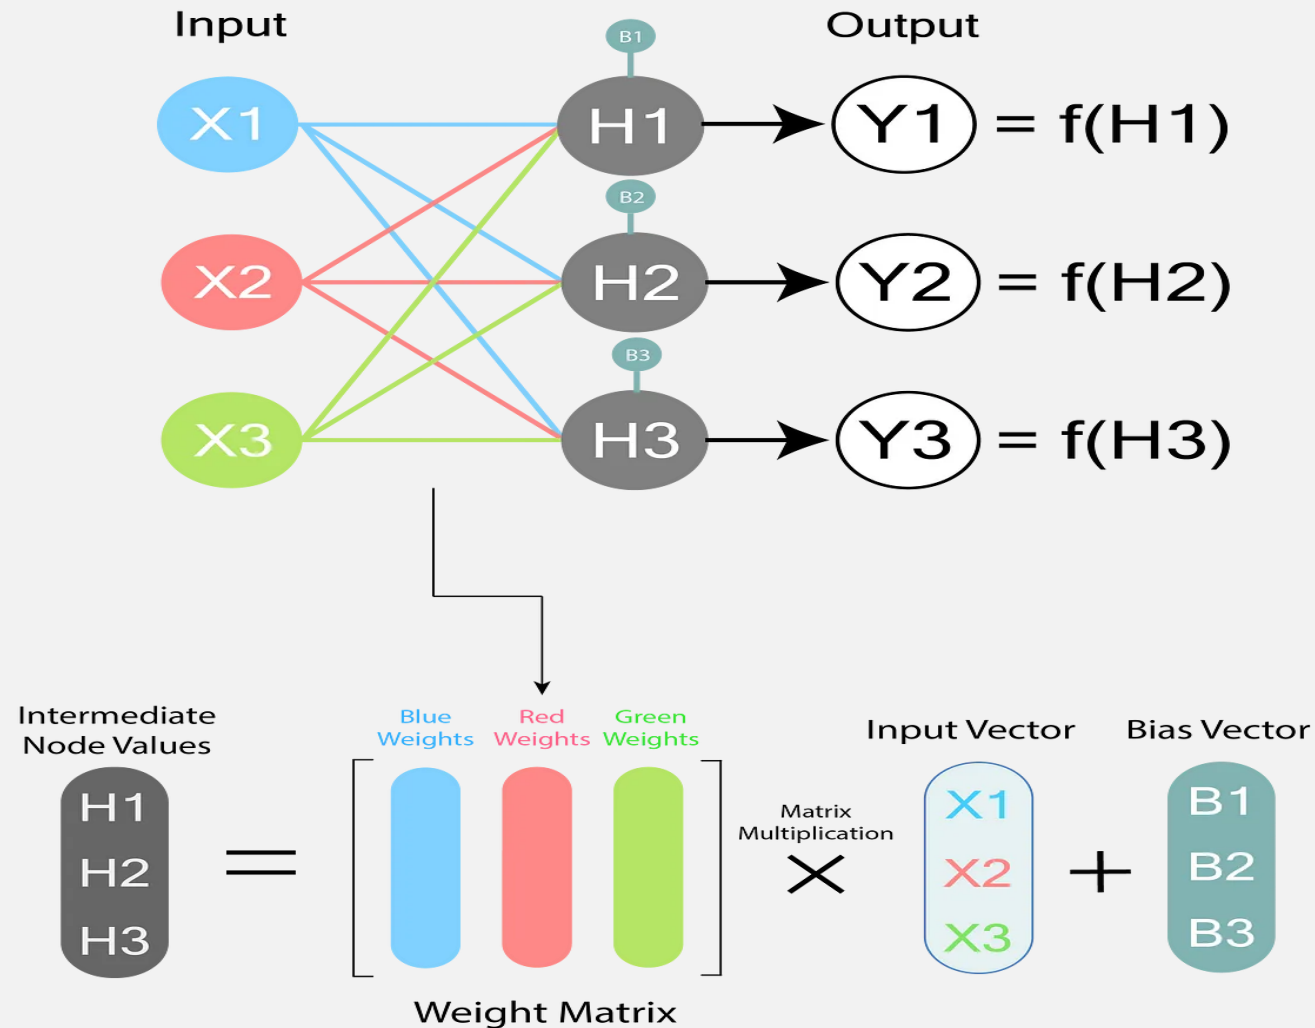 Input
Output
B1
X1
H1
Y1 = f(H1)
B2
X2
H2
Y2 = f(H2)
B3
X3
H3
Y3 = f(H3)
Intermediate
Node Values
Blue
Weights
Red
Weights
Green
Weights
Input Vector
Bias Vector
H1
H2
H3
=
Matrix
Multiplication
×
X1
X2
X3
+
B1
B2
B3
Weight Matrix